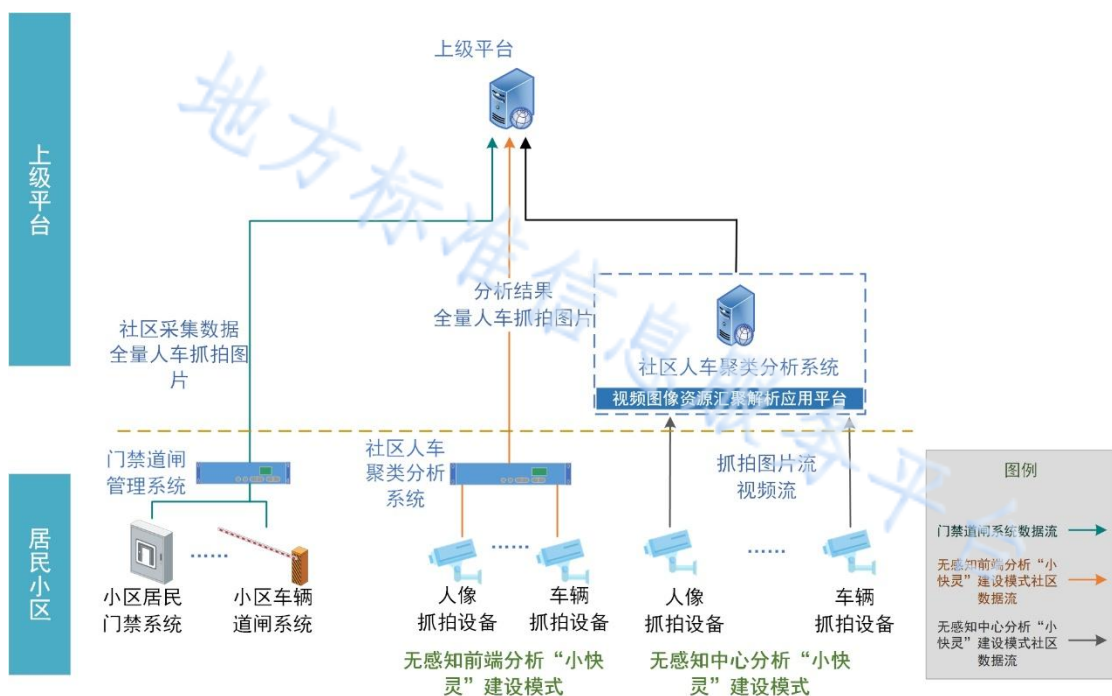 上级平台
上级平台
分析结果
全量人车抓拍图片
社区采集数据
全量人车抓拍图
片
社区人车聚类分析系统
视频图像资源汇聚解析应用平台
居民小区
门禁道闸
管理系统
社区人车
聚类分析
系统
抓拍图片流
视频流
......
......
......
小区居民
门禁系统
小区车辆
道闸系统
人像
抓拍设备
车辆
抓拍设备
人像
抓拍设备
车辆
抓拍设备
无感知前端分析“小快
灵”建设模式
无感知中心分析“小快
灵”建设模式
图例
门禁道闸系统数据流
无感知前端分析“小
快灵”建设模式社区
数据流
无感知中心分析“小
快灵”建设模式社区
数据流
地方标准信息服务平台